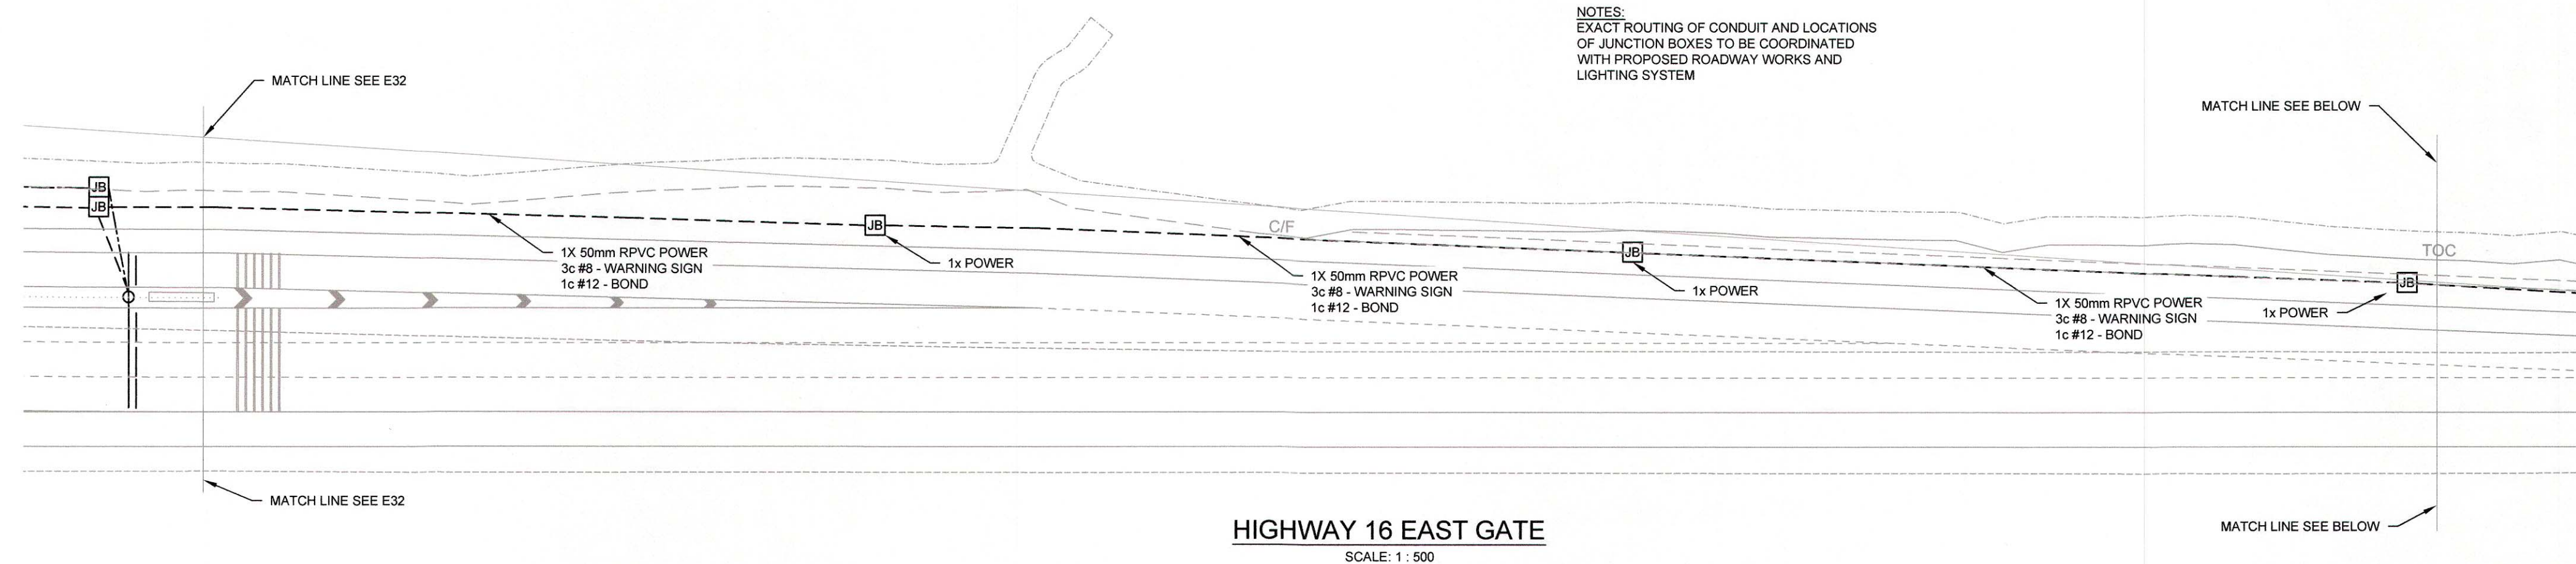 NOTES:
EXACT ROUTING OF CONDUIT AND LOCATIONS
OF JUNCTION BOXES TO BE COORDINATED
WITH PROPOSED ROADWAY WORKS AND
LIGHTING SYSTEM
MATCH LINE SEE E32
MATCH LINE SEE BELOW
JB
JB
JB
C/F
JB
TOC
JB
1X 50mm RPVC POWER
3c #8 - WARNING SIGN
1c #12 - BOND
1x POWER
1X 50mm RPVC POWER
3c #8 - WARNING SIGN
1c #12 - BOND
1x POWER
1X 50mm RPVC POWER
3c #8 - WARNING SIGN
1c #12 - BOND
1x POWER
MATCH LINE SEE E32
MATCH LINE SEE BELOW
HIGHWAY 16 EAST GATE
SCALE: 1 : 500